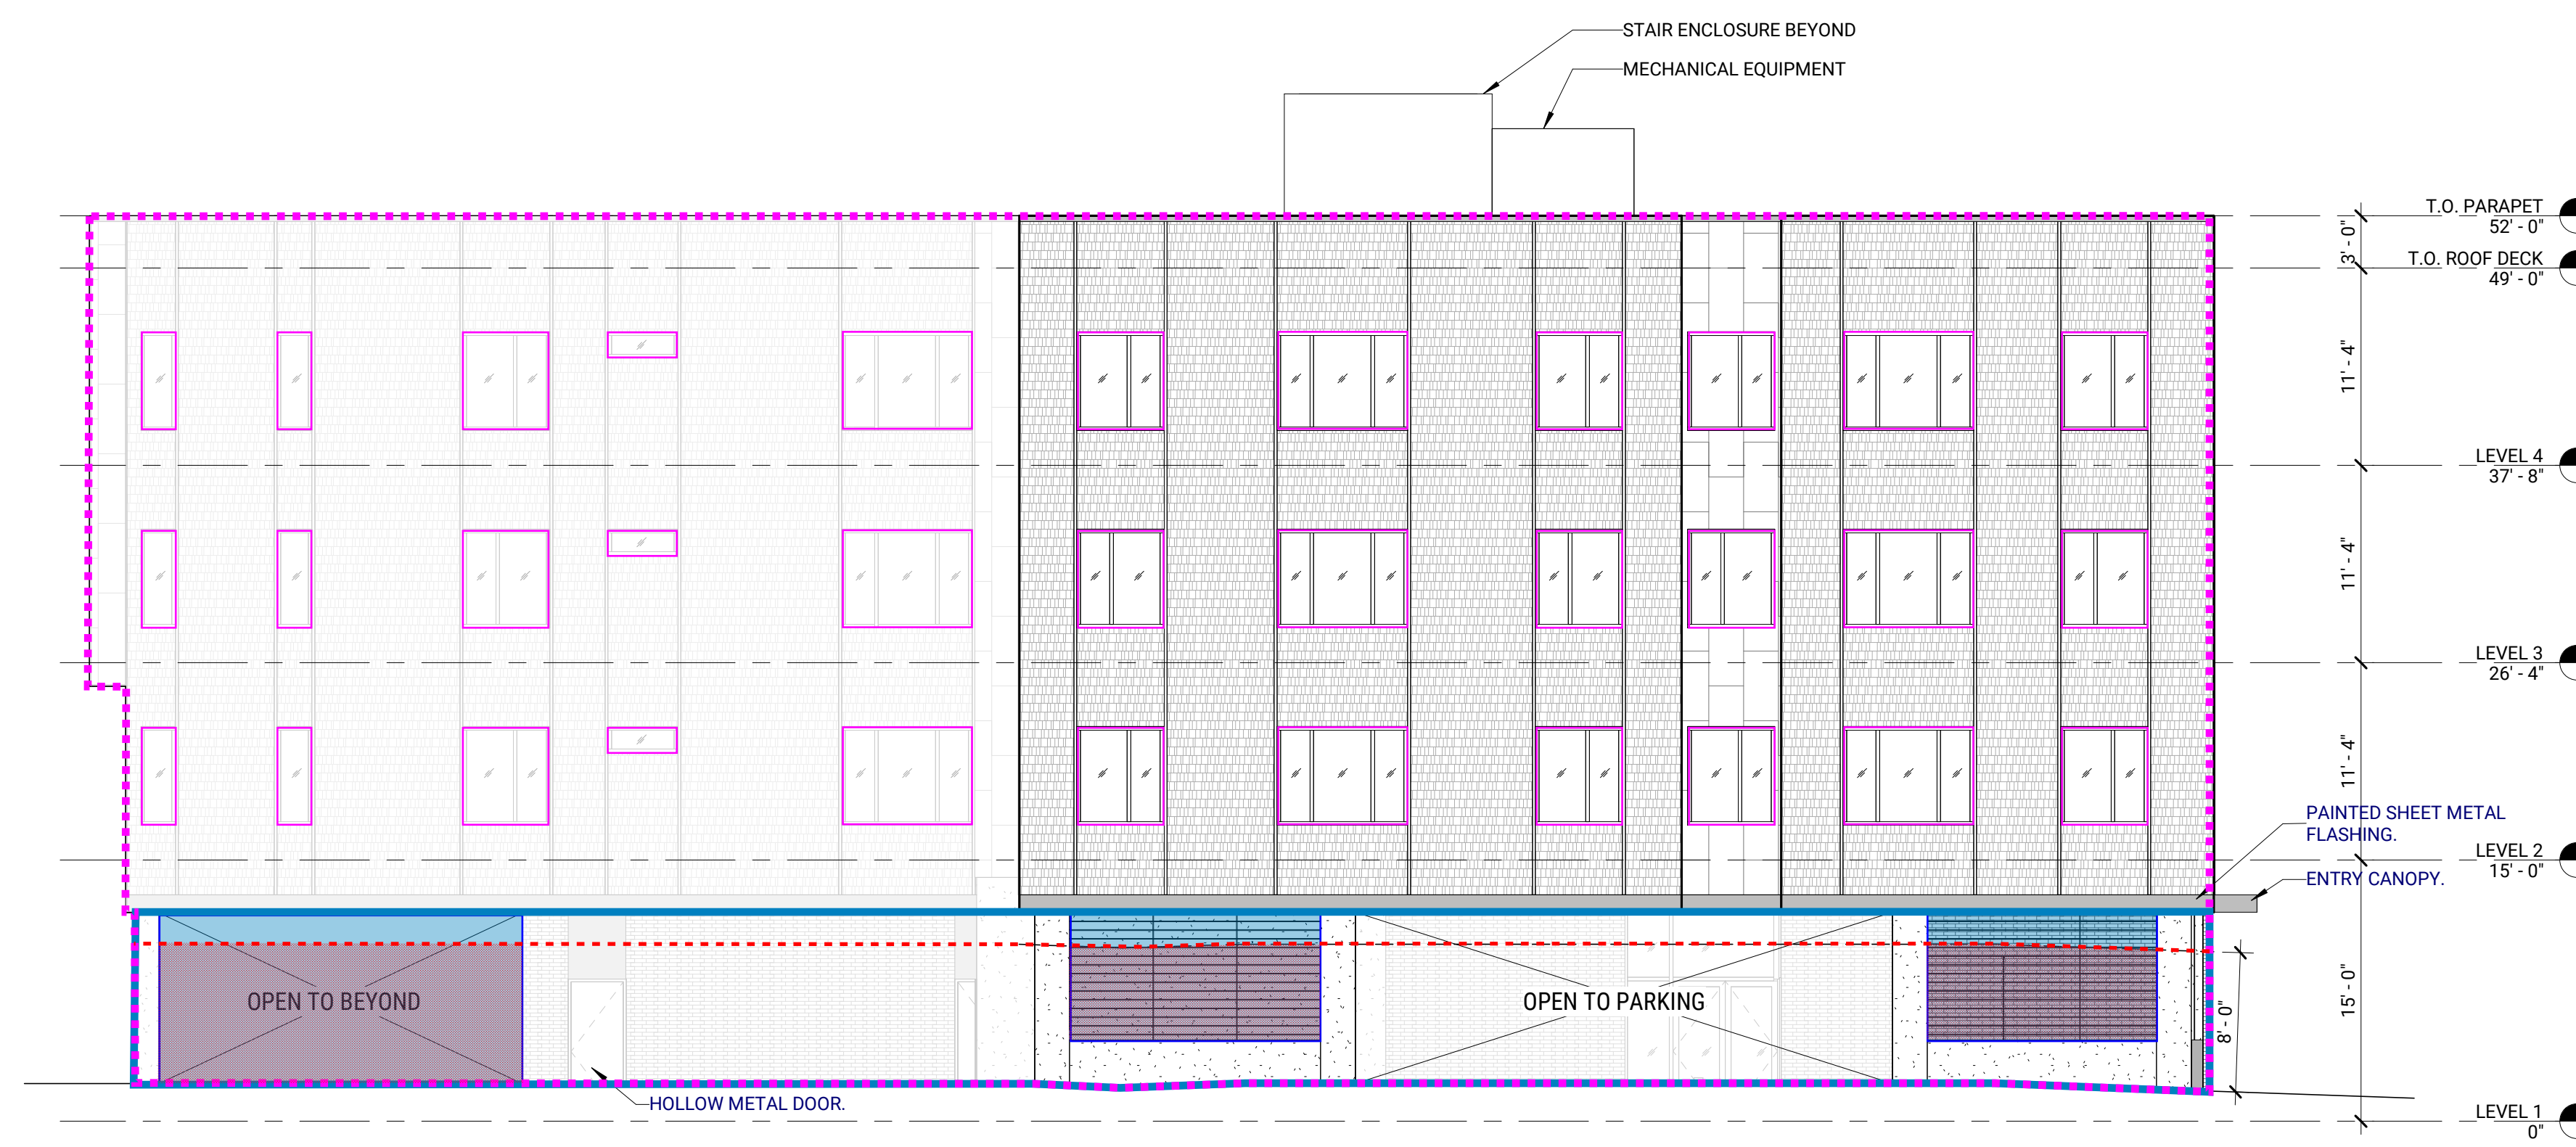 STAIR ENCLOSURE BEYOND
MECHANICAL EQUIPMENT
T.O. PARAPET
52' - 0"
3' - 0"
T.O. ROOF DECK
49' - 0"
11' - 4"
LEVEL 4
37' - 8"
11' - 4"
LEVEL 3
26' - 4"
11' - 4"
PAINTED SHEET METAL
FLASHING.
LEVEL 2
15' - 0"
ENTRY CANOPY.
OPEN TO BEYOND
OPEN TO PARKING
8' - 0"
15' - 0"
HOLLOW METAL DOOR.
LEVEL 1
0"